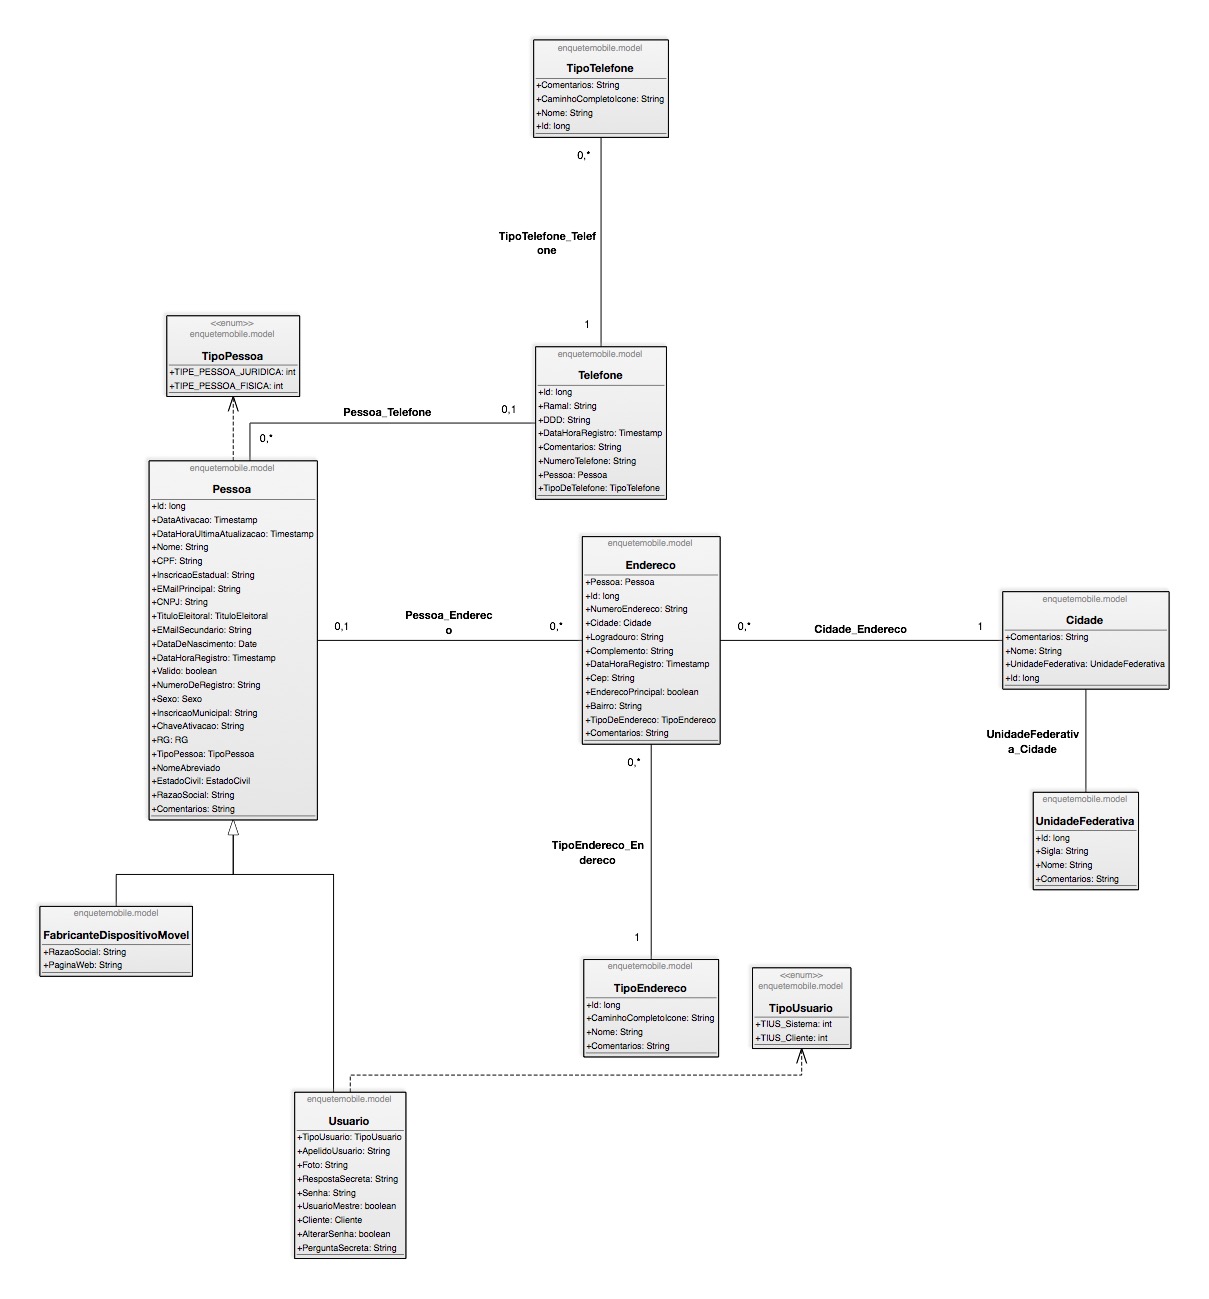 enquetemobile.model
TipoTelefone
+Comentarios: String
+CaminhoCompletoIcone: String
+Nome: String
+Id: long
0,*
TipoTelefone_Telef
one
1
<<enum>>
enquetemobile.model
TipoPessoa
+TIPE_PESSOA_JURIDICA: int
+TIPE_PESSOA_FISICA: int
enquetemobile.model
Telefone
+Id: long
+Ramal: String
+DDD: String
+DataHoraRegistro: Timestamp
+Comentarios: String
+NumeroTelefone: String
+Pessoa: Pessoa
+TipoDeTelefone: TipoTelefone
Pessoa_Telefone
0,1
0,*
enquetemobile.model
Pessoa
+Id: long
+DataAtivacao: Timestamp
+DataHoraUltimaAtualizacao: Timestamp
+Nome: String
+CPF: String
+InscricaoEstadual: String
+EMailPrincipal: String
+CNPJ: String
+TituloEleitoral: TituloEleitoral
+EMailSecundario: String
+DataDeNascimento: Date
+DataHoraRegistro: Timestamp
+Valido: boolean
+NumeroDeRegistro: String
+Sexo: Sexo
+InscricaoMunicipal: String
+ChaveAtivacao: String
+RG: RG
+TipoPessoa: TipoPessoa
+NomeAbreviado
+EstadoCivil: EstadoCivil
+RazaoSocial: String
+Comentarios: String
0,1
Pessoa_Enderec
o
0,*
enquetemobile.model
Endereco
+Pessoa: Pessoa
+Id: long
+NumeroEndereco: String
+Cidade: Cidade
+Logradouro: String
+Complemento: String
+DataHoraRegistro: Timestamp
+Cep: String
+EnderecoPrincipal: boolean
+Bairro: String
+TipoDeEndereco: TipoEndereco
+Comentarios: String
0,*
Cidade_Endereco
1
enquetemobile.model
Cidade
+Comentarios: String
+Nome: String
+UnidadeFederativa: UnidadeFederativa
+Id: long
UnidadeFederativ
a_Cidade
enquetemobile.model
UnidadeFederativa
+Id: long
+Sigla: String
+Nome: String
+Comentarios: String
0,*
TipoEndereco_En
dereco
1
enquetemobile.model
FabricanteDispositivoMovel
+RazaoSocial: String
+PaginaWeb: String
enquetemobile.model
TipoEndereco
+Id: long
+CaminhoCompletoIcone: String
+Nome: String
+Comentarios: String
<<enum>>
enquetemobile.model
TipoUsuario
+TIUS_Sistema: int
+TIUS_Cliente: int
enquetemobile.model
Usuario
+TipoUsuario: TipoUsuario
+ApelidoUsuario: String
+Foto: String
+RespostaSecreta: String
+Senha: String
+UsuarioMestre: boolean
+Cliente: Cliente
+AlterarSenha: boolean
+PerguntaSecreta: String